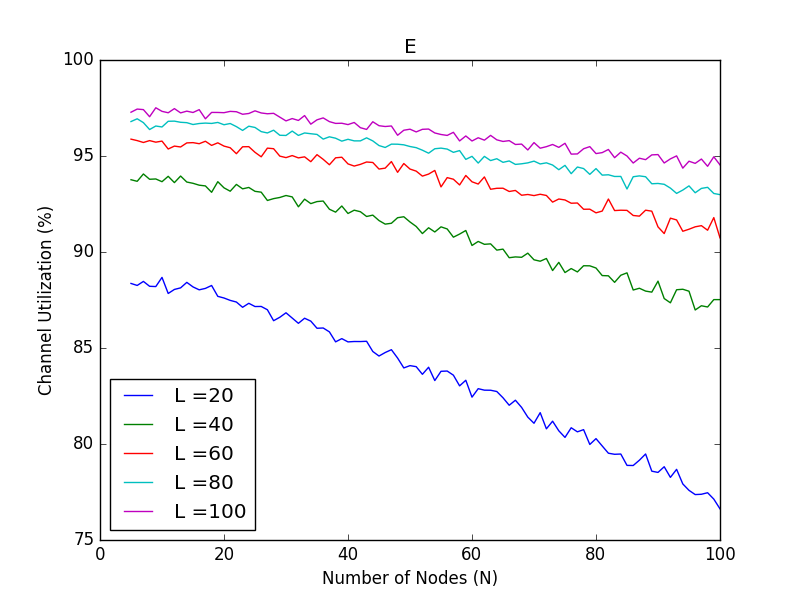 E
100
95
90
85
80
75
Channel Utilization (%)
L =20
L =40
L =60
L =80
L =100
0 20 40 60 80 100
Number of Nodes (N)